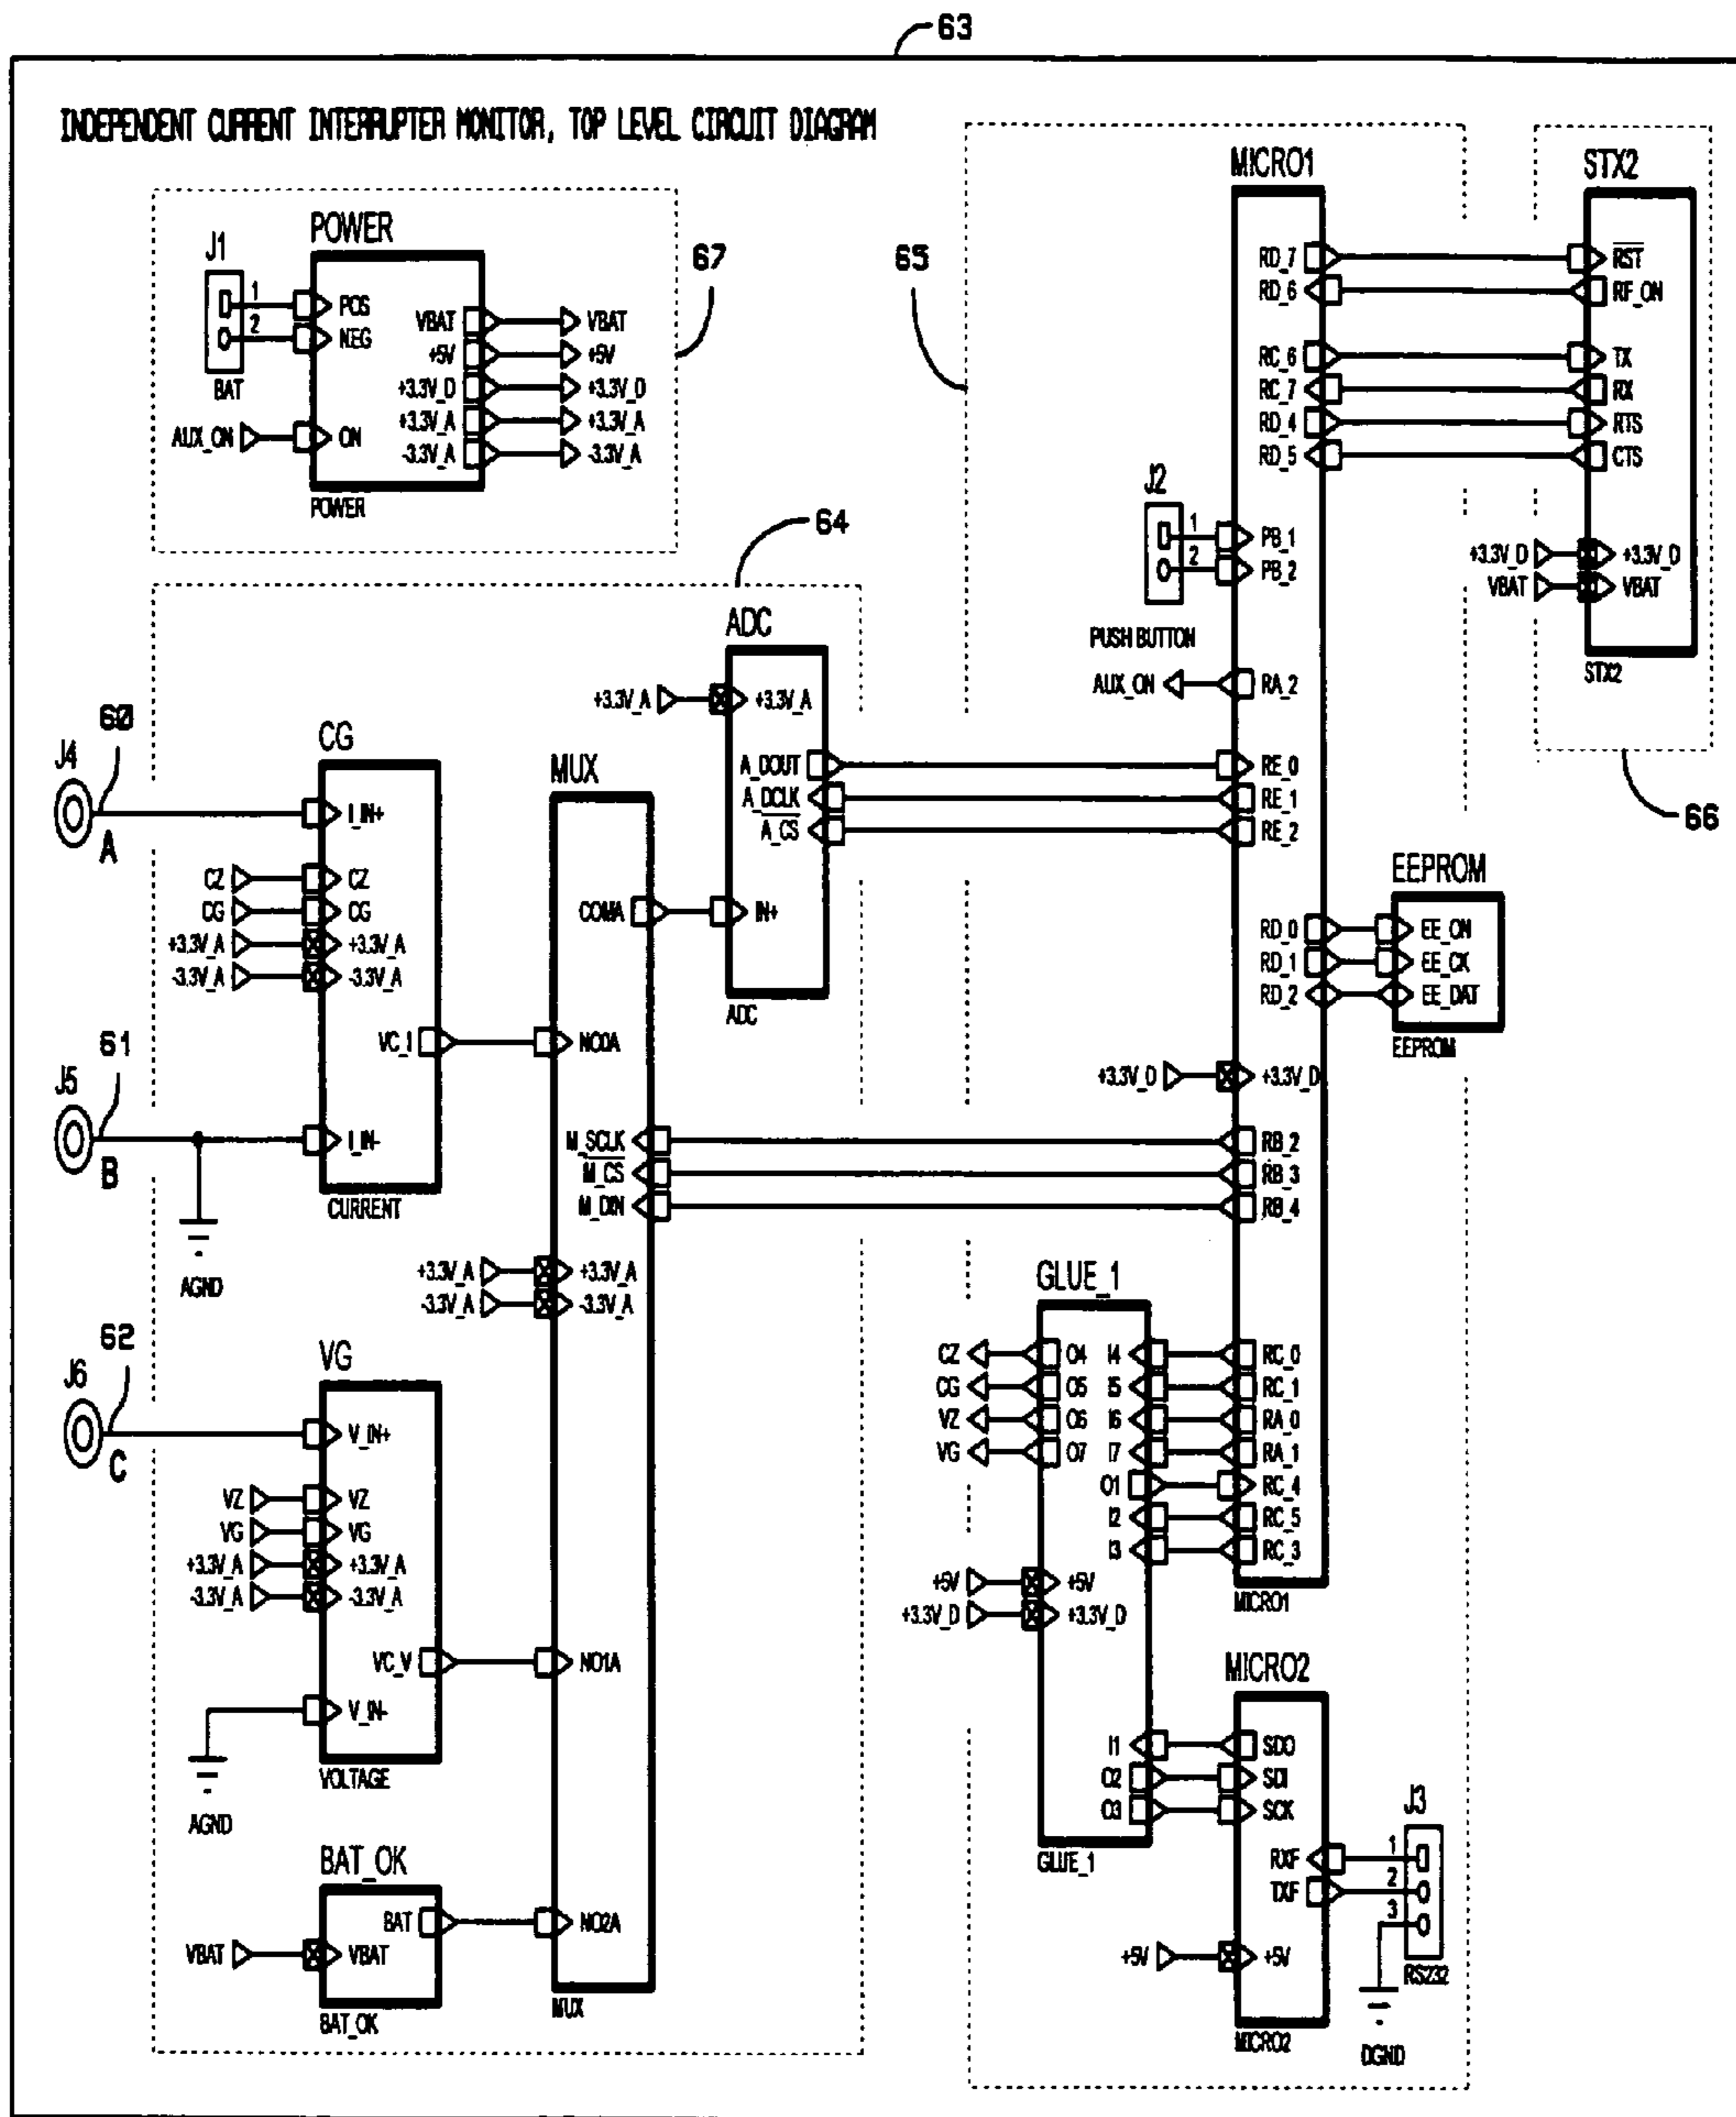 63
INDEPENDENT CURRENT INTERRUPTER MONITOR, TOP LEVEL CIRCUIT DIAGRAM
J1
1
2
BAT
AUX_ON
POWER
POS
NEG
ON
VBAT
+5V
+3.3V_D
+3.3V_A
-3.3V_A
POWER
VBAT
+5V
+3.3V_D
+3.3V_A
-3.3V_A
67
64
60
J4
A
61
J5
B
AGND
CG
I_IN+
CZ
CZ
CG
CG
+3.3V_A
+3.3V_A
-3.3V_A
-3.3V_A
VC_I
I_IN-
CURRENT
62
J6
C
VG
V_IN+
VZ
VZ
VG
VG
+3.3V_A
+3.3V_A
-3.3V_A
-3.3V_A
VC_V
V_IN-
VOLTAGE
AGND
BAT_OK
BAT
VBAT
VBAT
BAT_OK
MUX
COMA
NO0A
M_SCLK
M_CS
M_DIN
+3.3V_A
+3.3V_A
-3.3V_A
-3.3V_A
NO1A
NO2A
MUX
ADC
+3.3V_A
+3.3V_A
A_DOUT
A_DCLK
A_CS
IN+
ADC
65
MICRO1
RD_7
RD_6
RC_6
RC_7
RD_4
RD_5
J2
1
2
PB_1
PB_2
PUSH BUTTON
AUX_ON
RA_2
RE_0
RE_1
RE_2
RD_0
RD_1
RD_2
+3.3V_D
+3.3V_D
RB_2
RB_3
RB_4
RC_0
RC_1
RA_0
RA_1
RC_4
RC_5
RC_3
MICRO1
STX2
RST
RF_ON
TX
RX
RTS
CTS
+3.3V_D
+3.3V_D
VBAT
VBAT
STX2
66
EEPROM
EE_ON
EE_CK
EE_DAT
EEPROM
GLUE_1
CZ
O4
I4
CG
O5
I5
VZ
O6
I6
VG
O7
I7
O1
I2
I3
+5V
+5V
+3.3V_D
+3.3V_D
I1
O2
O3
GLUE_1
MICRO2
SDO
SDI
SCK
RXF
TXF
+5V
+5V
MICRO2
J3
1
2
3
RS232
DGND